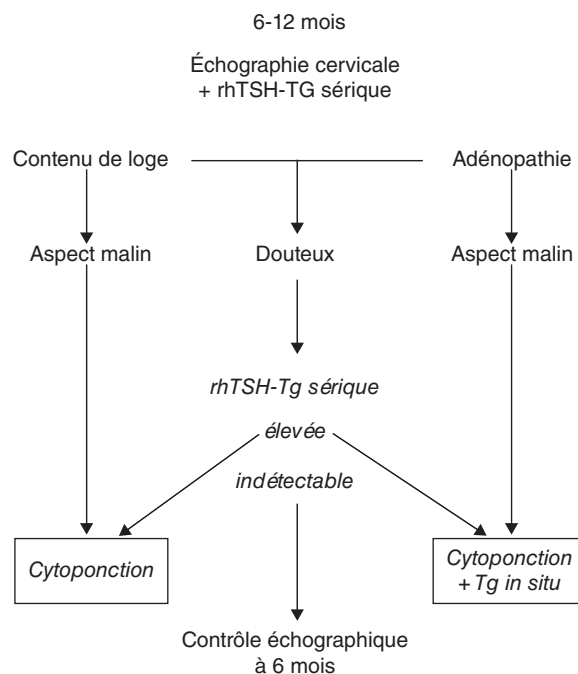 6-12 mois
Échographie cervicale
+ rhTSH-TG sérique
Contenu de loge
Adénopathie
Aspect malin
Douteux
Aspect malin
rhTSH-Tg sérique
élevée
indétectable
Cytoponction
Cytoponction
+ Tg in situ
Contrôle échographique
à 6 mois